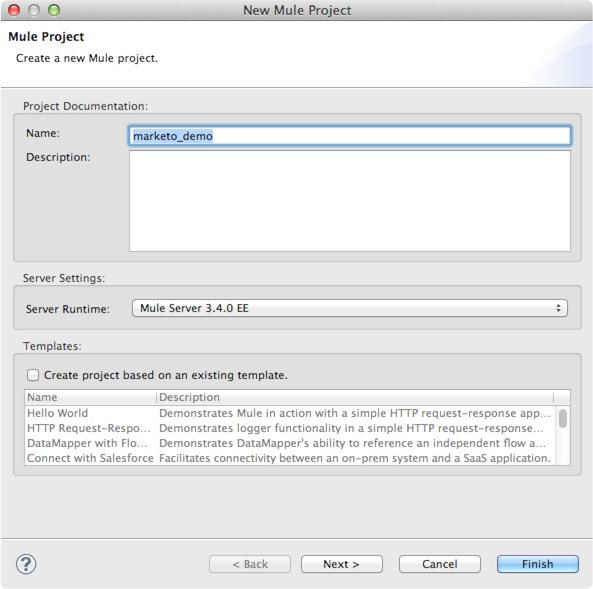 New Mule Project
Mule Project
Create a new Mule project.
Project Documentation:
Name:
marketo_demo
Description:
Server Settings:
Server Runtime:
Mule Server 3.4.0 EE
Templates:
Create project based on an existing template.
Name Description
Hello World Demonstrates Mule in action with a simple HTTP request-response app...
HTTP Request-Respo... Demonstrates logger functionality in a simple HTTP request-response...
DataMapper with Flo... Demonstrates DataMapper's ability to reference an independent flow a...
Connect with Salesforce Facilitates connectivity between an on-prem system and a SaaS application.
? < Back Next > Cancel Finish